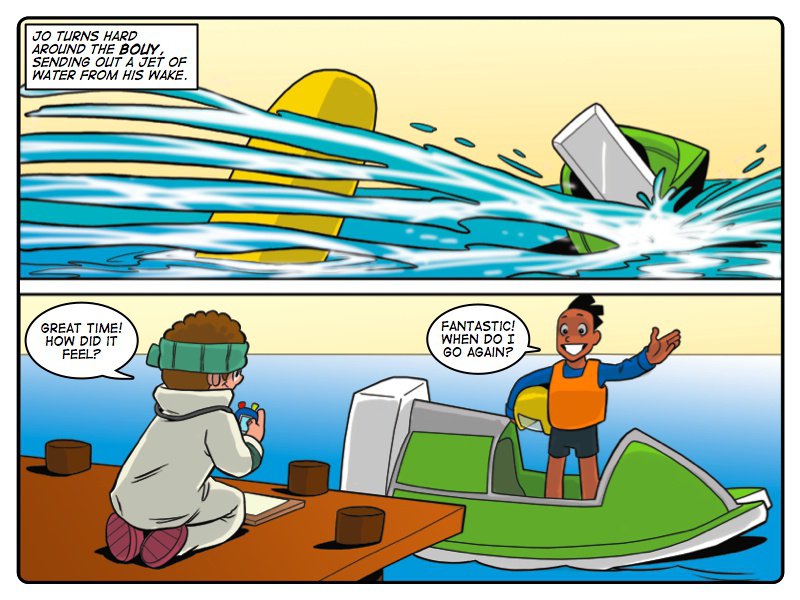 JO TURNS HARD
AROUND THE BOUY,
SENDING OUT A JET OF
WATER FROM HIS WAKE.
GREAT TIME!
HOW DID IT
FEEL?
FANTASTIC!
WHEN DO I
GO AGAIN?